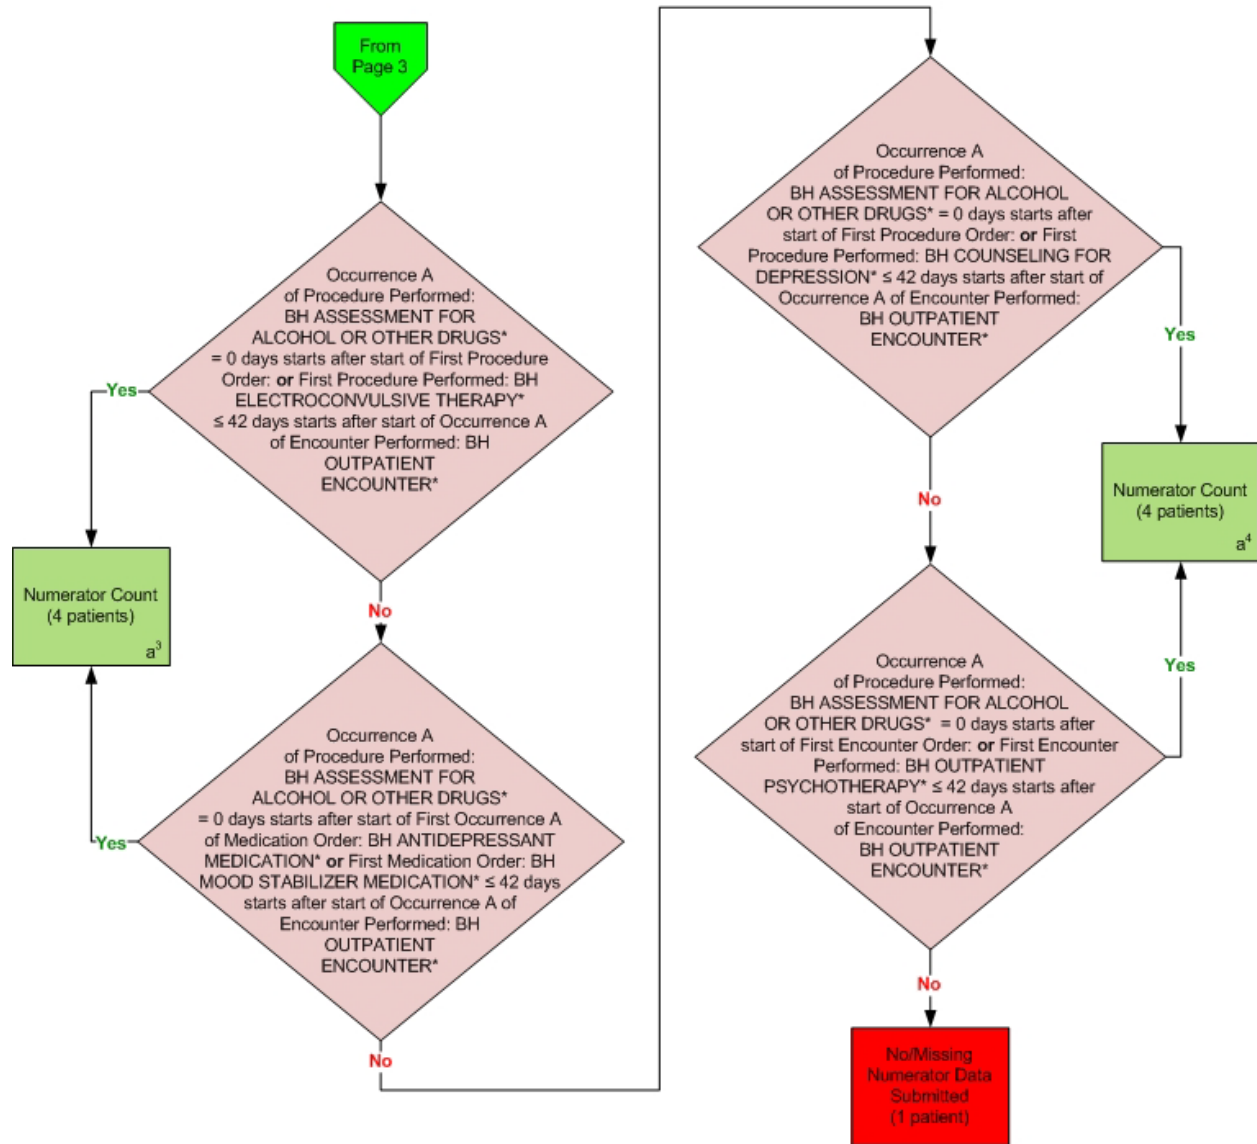 From
Page 3
Occurrence A
of Procedure Performed:
BH ASSESSMENT FOR
ALCOHOL OR OTHER DRUGS*
= 0 days starts after start of First Procedure
Order: or First Procedure Performed: BH
ELECTROCONVULSIVE THERAPY*
≤ 42 days starts after start of Occurrence A
of Encounter Performed: BH
OUTPATIENT
ENCOUNTER*
Yes
Numerator Count
(4 patients)
a³
No
Occurrence A
of Procedure Performed:
BH ASSESSMENT FOR
ALCOHOL OR OTHER DRUGS*
= 0 days starts after start of First Occurrence A
of Medication Order: BH ANTIDEPRESSANT
MEDICATION* or First Medication Order: BH
MOOD STABILIZER MEDICATION* ≤ 42 days
starts after start of Occurrence A of
Encounter Performed: BH
OUTPATIENT
ENCOUNTER*
Yes
No
Occurrence A
of Procedure Performed:
BH ASSESSMENT FOR ALCOHOL
OR OTHER DRUGS* = 0 days starts after
start of First Procedure Order: or First
Procedure Performed: BH COUNSELING FOR
DEPRESSION* ≤ 42 days starts after start of
Occurrence A of Encounter Performed:
BH OUTPATIENT
ENCOUNTER*
Yes
Numerator Count
(4 patients)
a⁴
No
Occurrence A
of Procedure Performed:
BH ASSESSMENT FOR ALCOHOL
OR OTHER DRUGS* = 0 days starts after
start of First Encounter Order: or First Encounter
Performed: BH OUTPATIENT
PSYCHOTHERAPY* ≤ 42 days starts after
start of Occurrence A
of Encounter Performed:
BH OUTPATIENT
ENCOUNTER*
Yes
No
No/Missing
Numerator Data
Submitted
(1 patient)